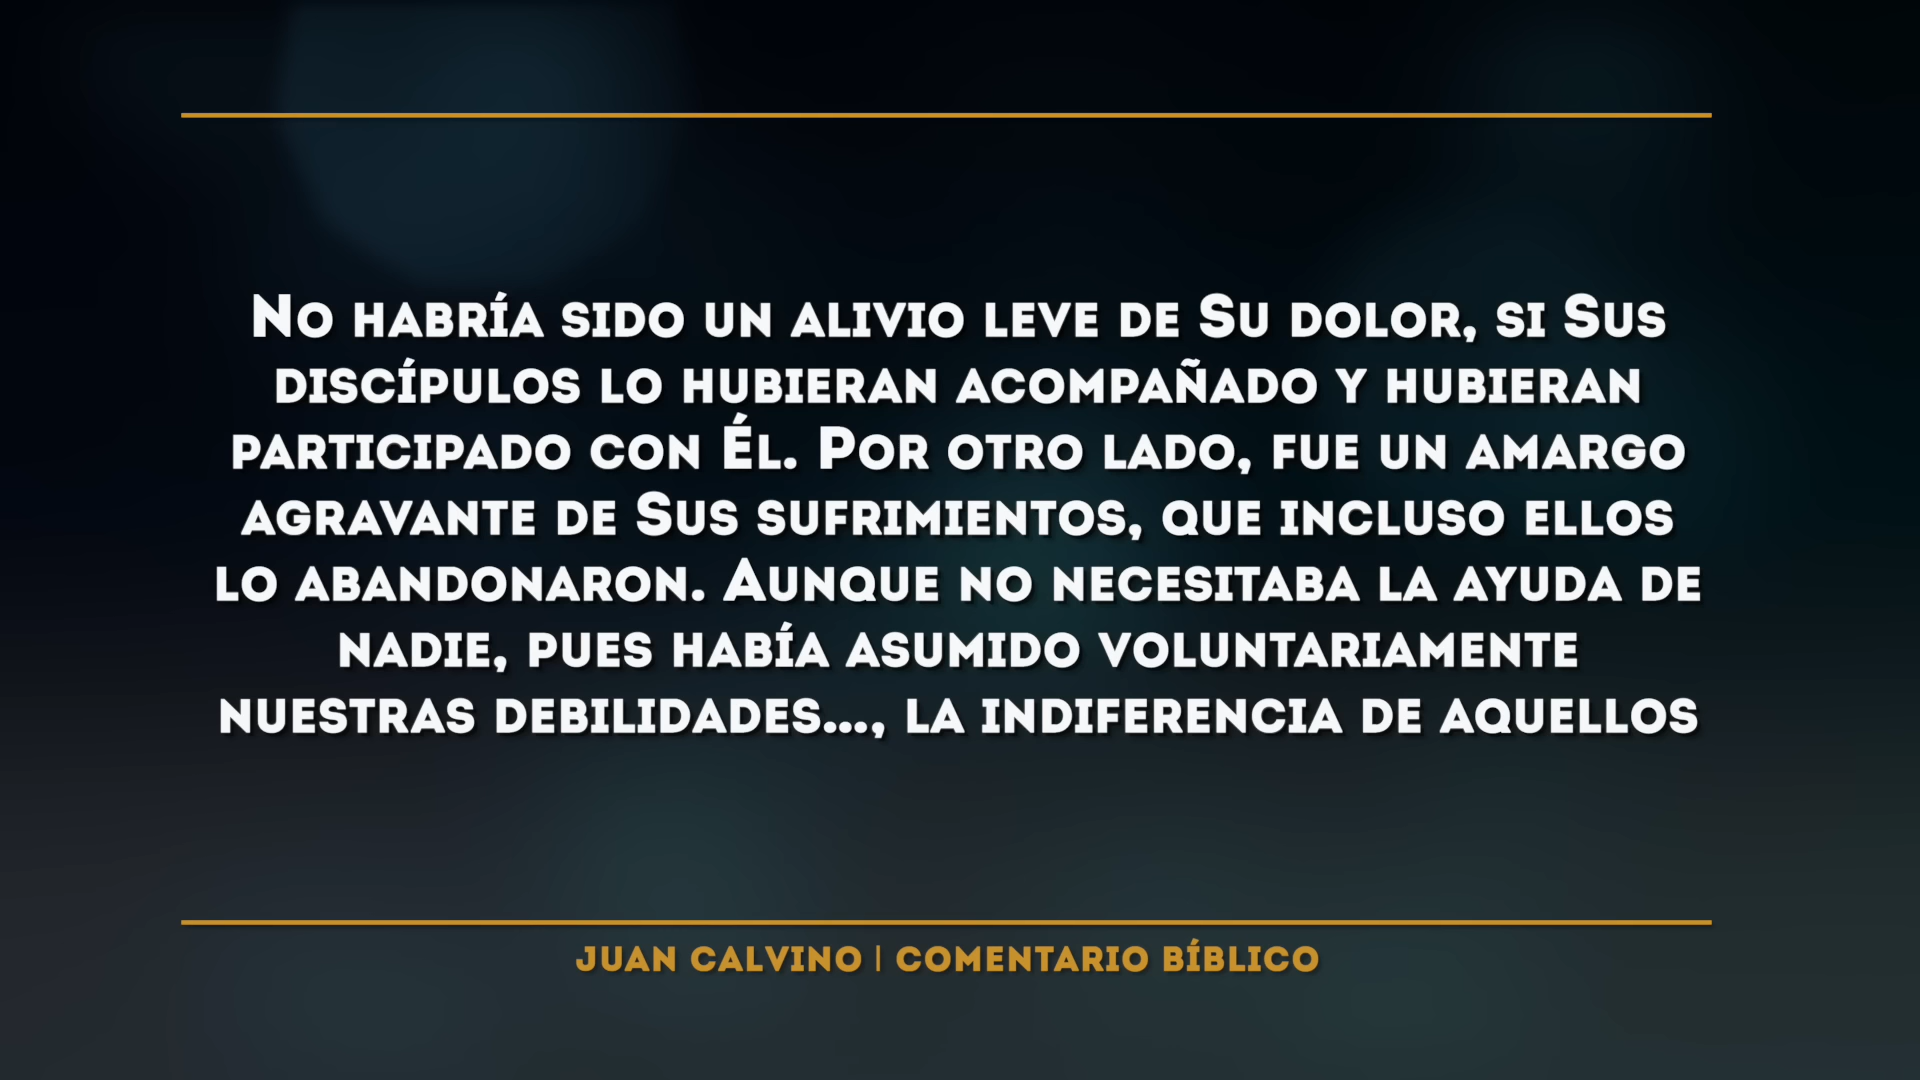 No habría sido un alivio leve de Su dolor, si Sus
discípulos lo hubieran acompañado y hubieran
participado con Él. Por otro lado, fue un amargo
agravante de Sus sufrimientos, que incluso ellos
lo abandonaron. Aunque no necesitaba la ayuda de
nadie, pues había asumido voluntariamente
nuestras debilidades..., la indiferencia de aquellos
JUAN CALVINO | COMENTARIO BÍBLICO